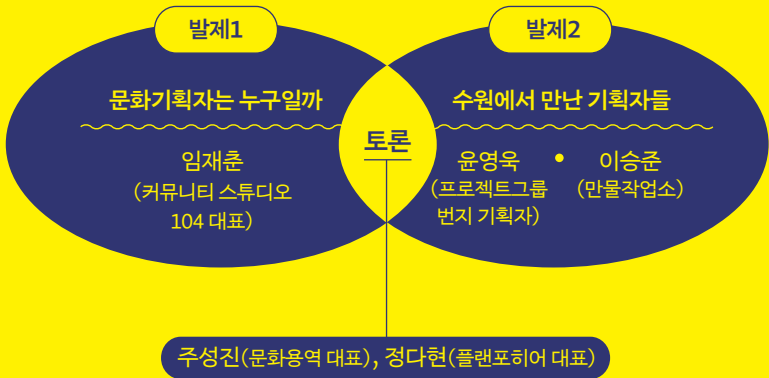 발제1
문화기획자는 누구일까
임재춘
(커뮤니티 스튜디오
104 대표)
발제2
수원에서 만난 기획자들
윤영욱 • 이승준
(프로젝트그룹
번지 기획자)
(만물작업소)
토론
주성진(문화용역 대표), 정다현(플랜포히어 대표)